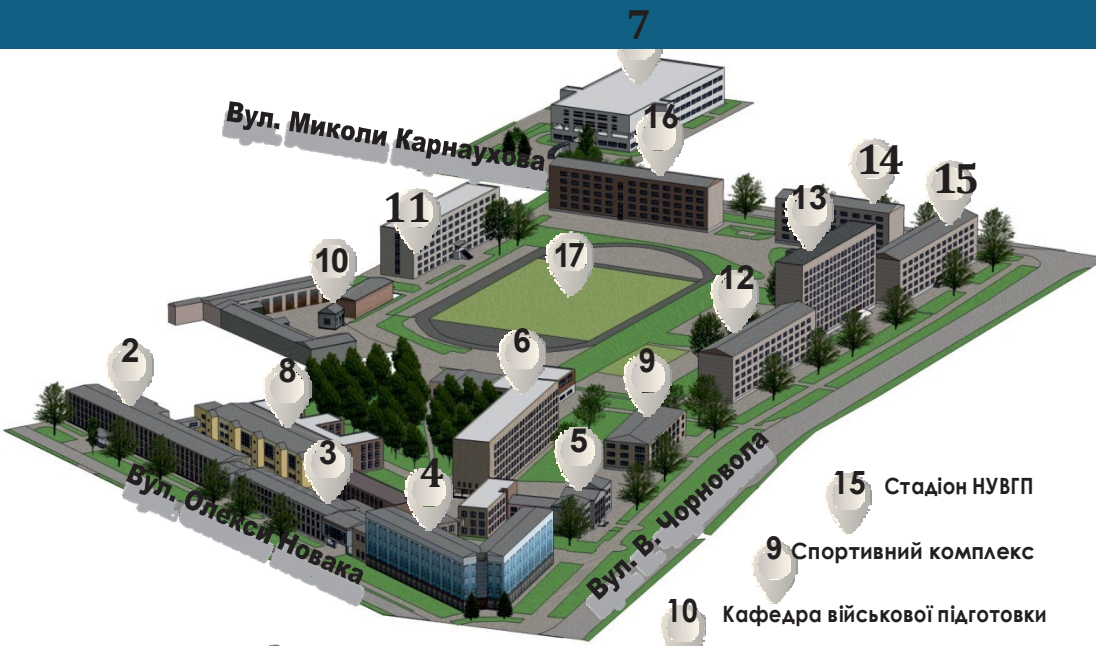 7
Вул. Миколи Карнаухова
16
14
15
13
11
10
17
12
2
6
8
9
3
4
5
Вул. Олекси Новака
Вул. В. Чорновола
15 Стадіон НУВГП
9 Спортивний комплекс
10 Кафедра військової підготовки